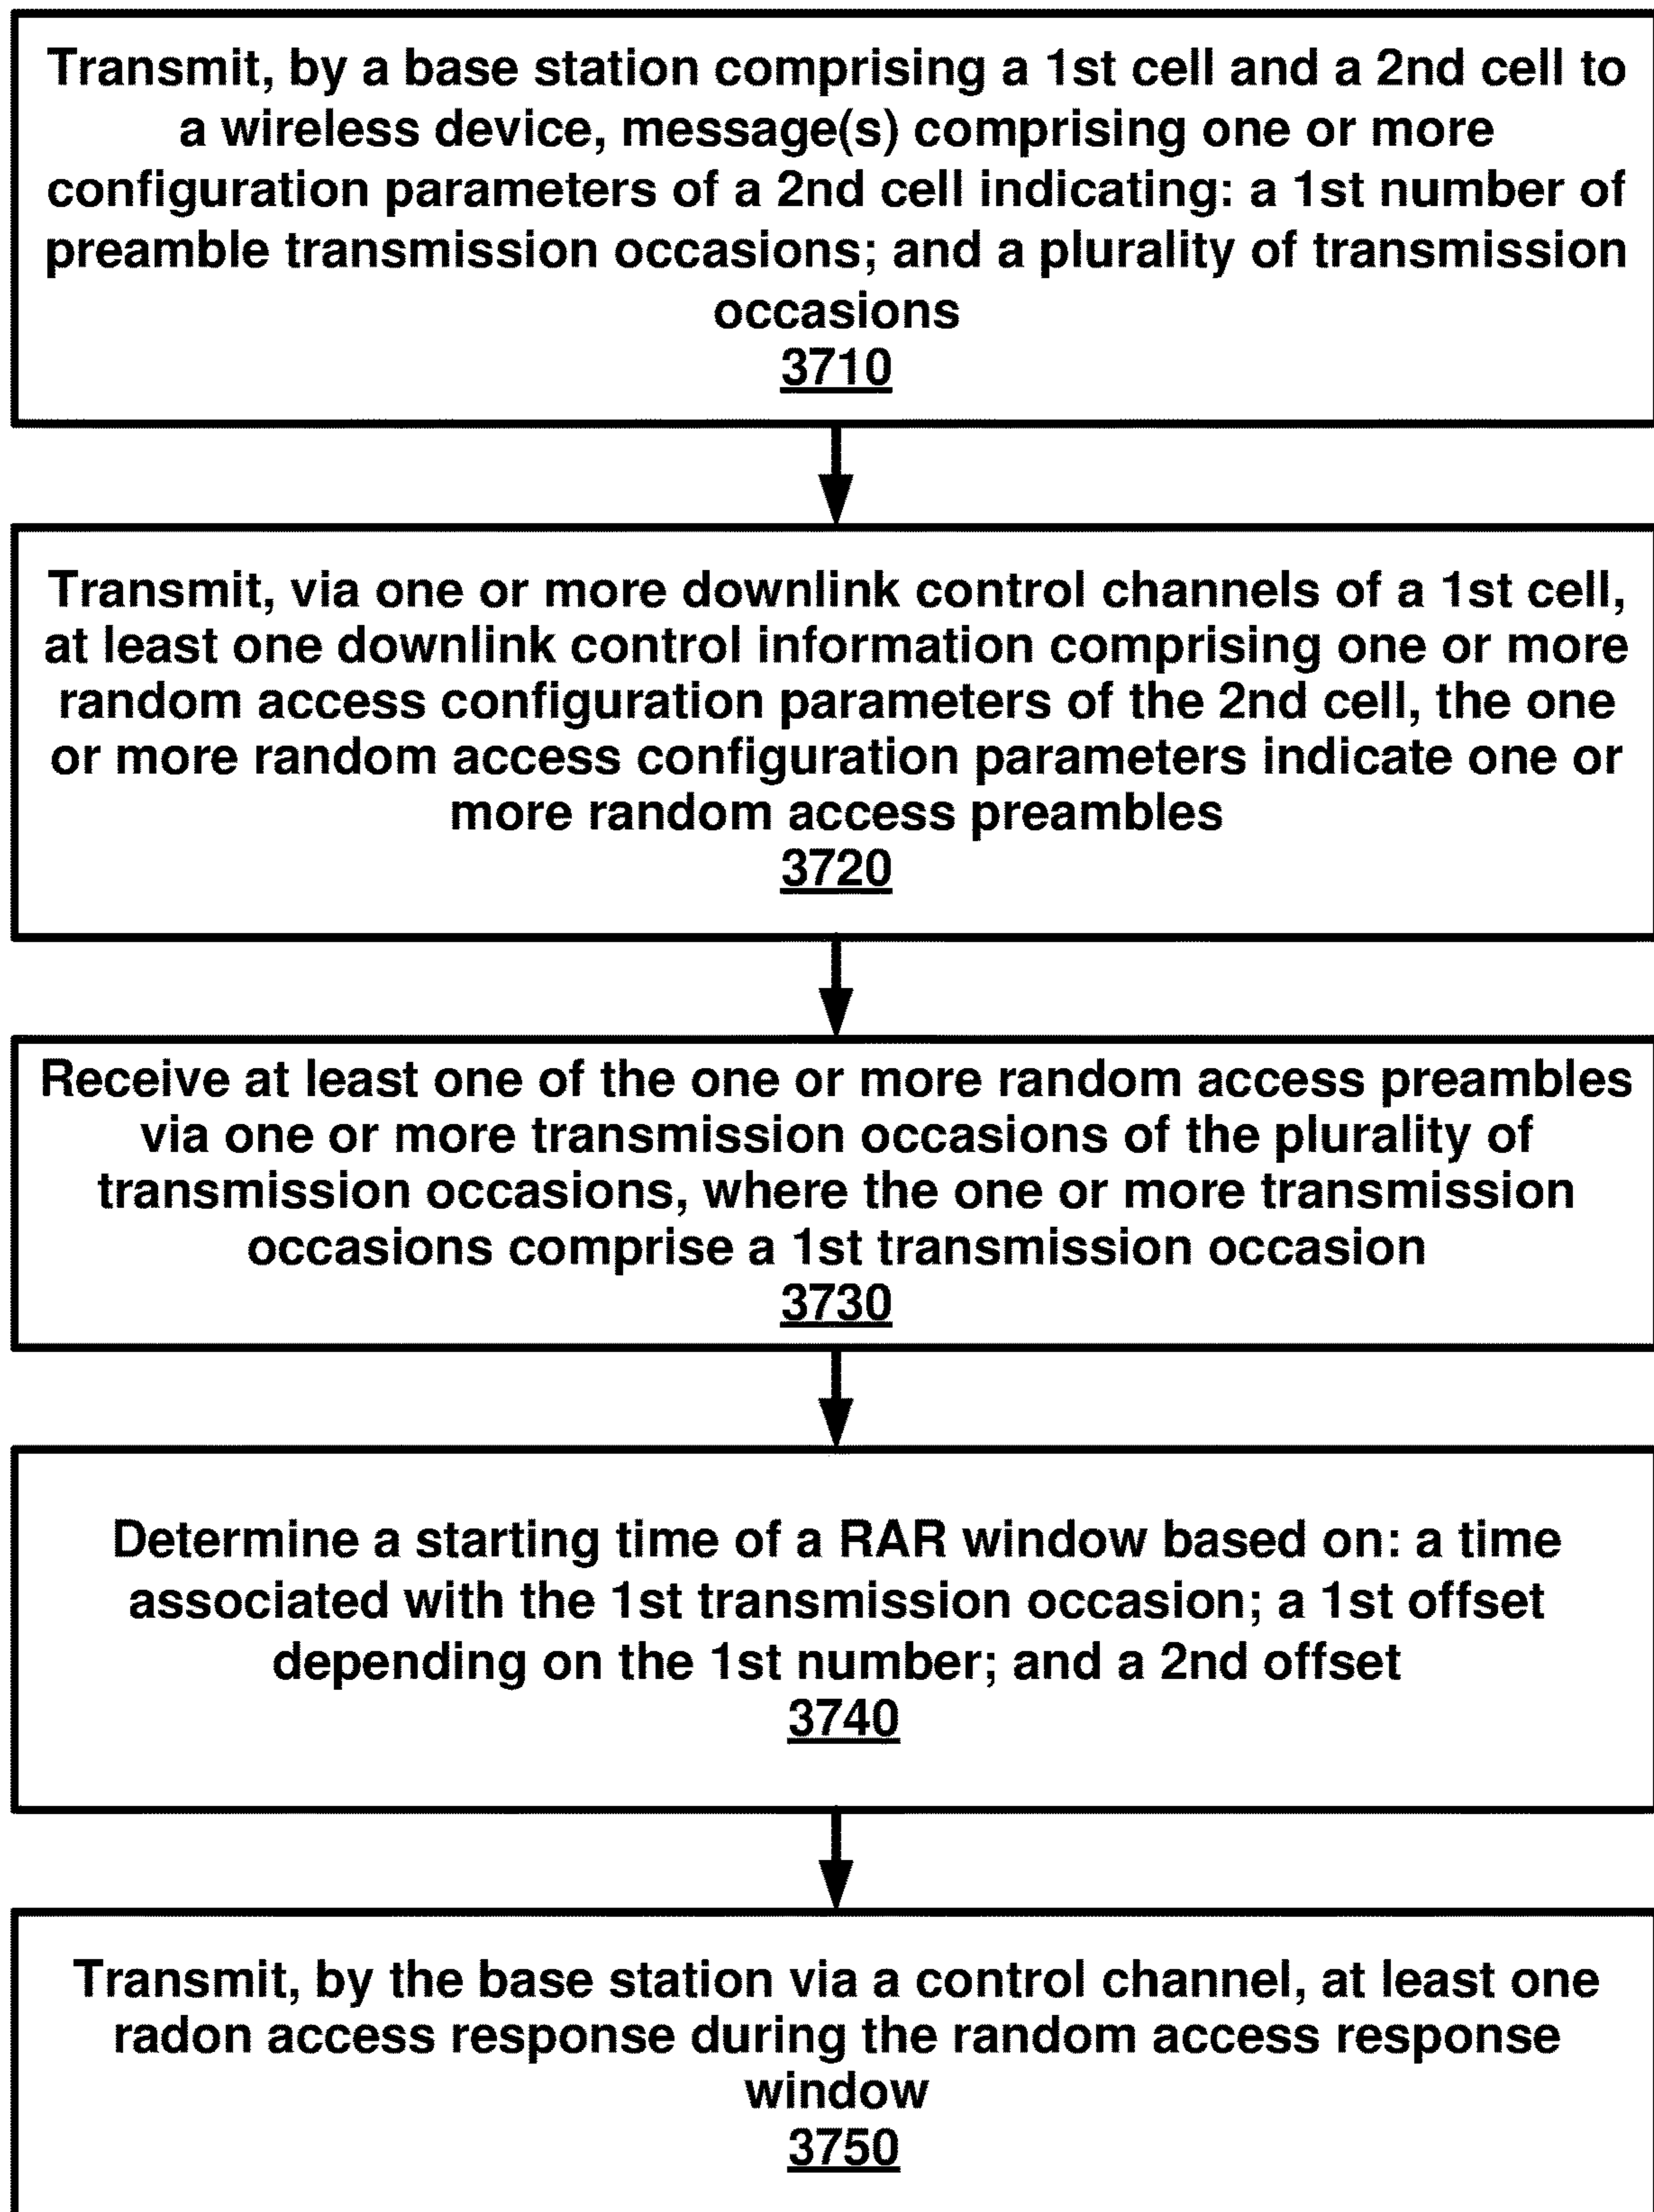 Transmit, by a base station comprising a 1st cell and a 2nd cell to
a wireless device, message(s) comprising one or more
configuration parameters of a 2nd cell indicating: a 1st number of
preamble transmission occasions; and a plurality of transmission
occasions
3710
Transmit, via one or more downlink control channels of a 1st cell,
at least one downlink control information comprising one or more
random access configuration parameters of the 2nd cell, the one
or more random access configuration parameters indicate one or
more random access preambles
3720
Receive at least one of the one or more random access preambles
via one or more transmission occasions of the plurality of
transmission occasions, where the one or more transmission
occasions comprise a 1st transmission occasion
3730
Determine a starting time of a RAR window based on: a time
associated with the 1st transmission occasion; a 1st offset
depending on the 1st number; and a 2nd offset
3740
Transmit, by the base station via a control channel, at least one
radon access response during the random access response
window
3750